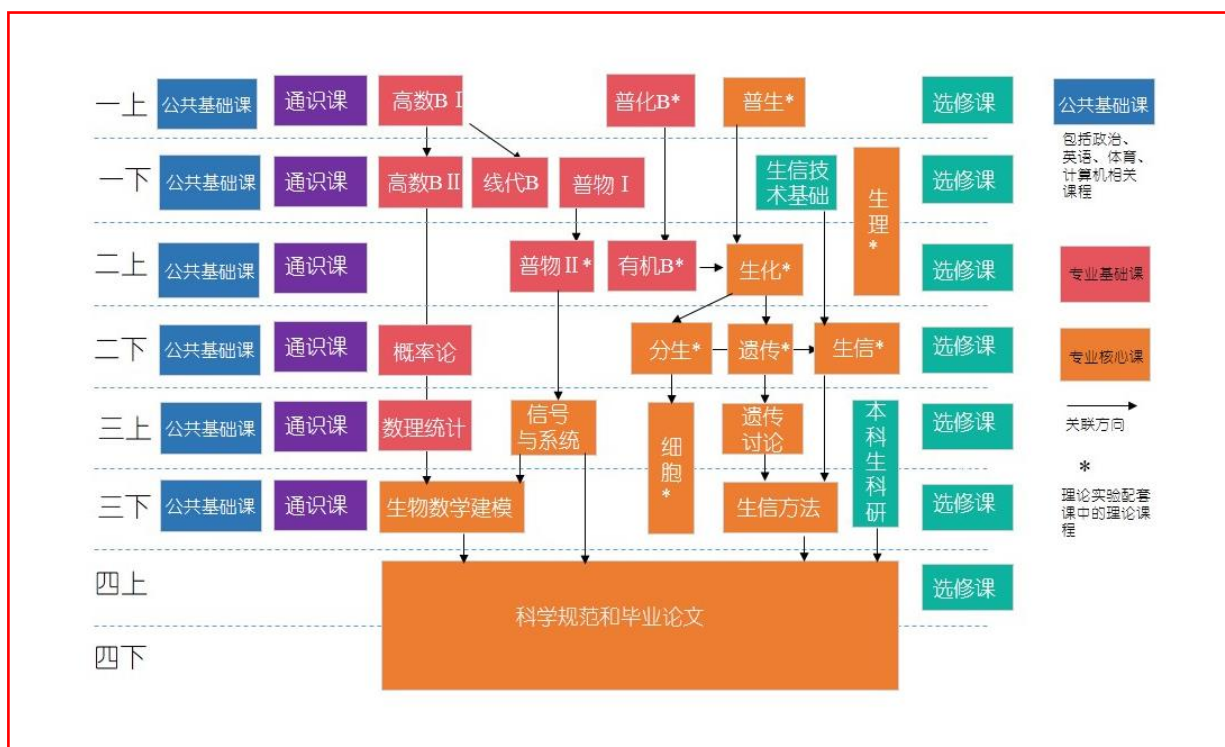 一上
公共基础课
通识课
高数BⅠ
普化B*
普生*
选修课
公共基础课
包括政治、
英语、体育、
计算机相关
课程
一下
公共基础课
通识课
高数BⅡ
线代B
普物Ⅰ
生信技
术基础
生理*
选修课
二上
公共基础课
通识课
普物Ⅱ*
有机B*
生化*
选修课
专业基础课
二下
公共基础课
通识课
概率论
分生*
遗传*
生信*
选修课
专业核心课
三上
公共基础课
通识课
数理统计
信号
与系统
细胞*
遗传
讨论
本科生科研
选修课
关联方向
*
理论实验配套
课中的理论课
程
三下
公共基础课
通识课
生物数学建模
生信方法
选修课
四上
科学规范和毕业论文
选修课
四下